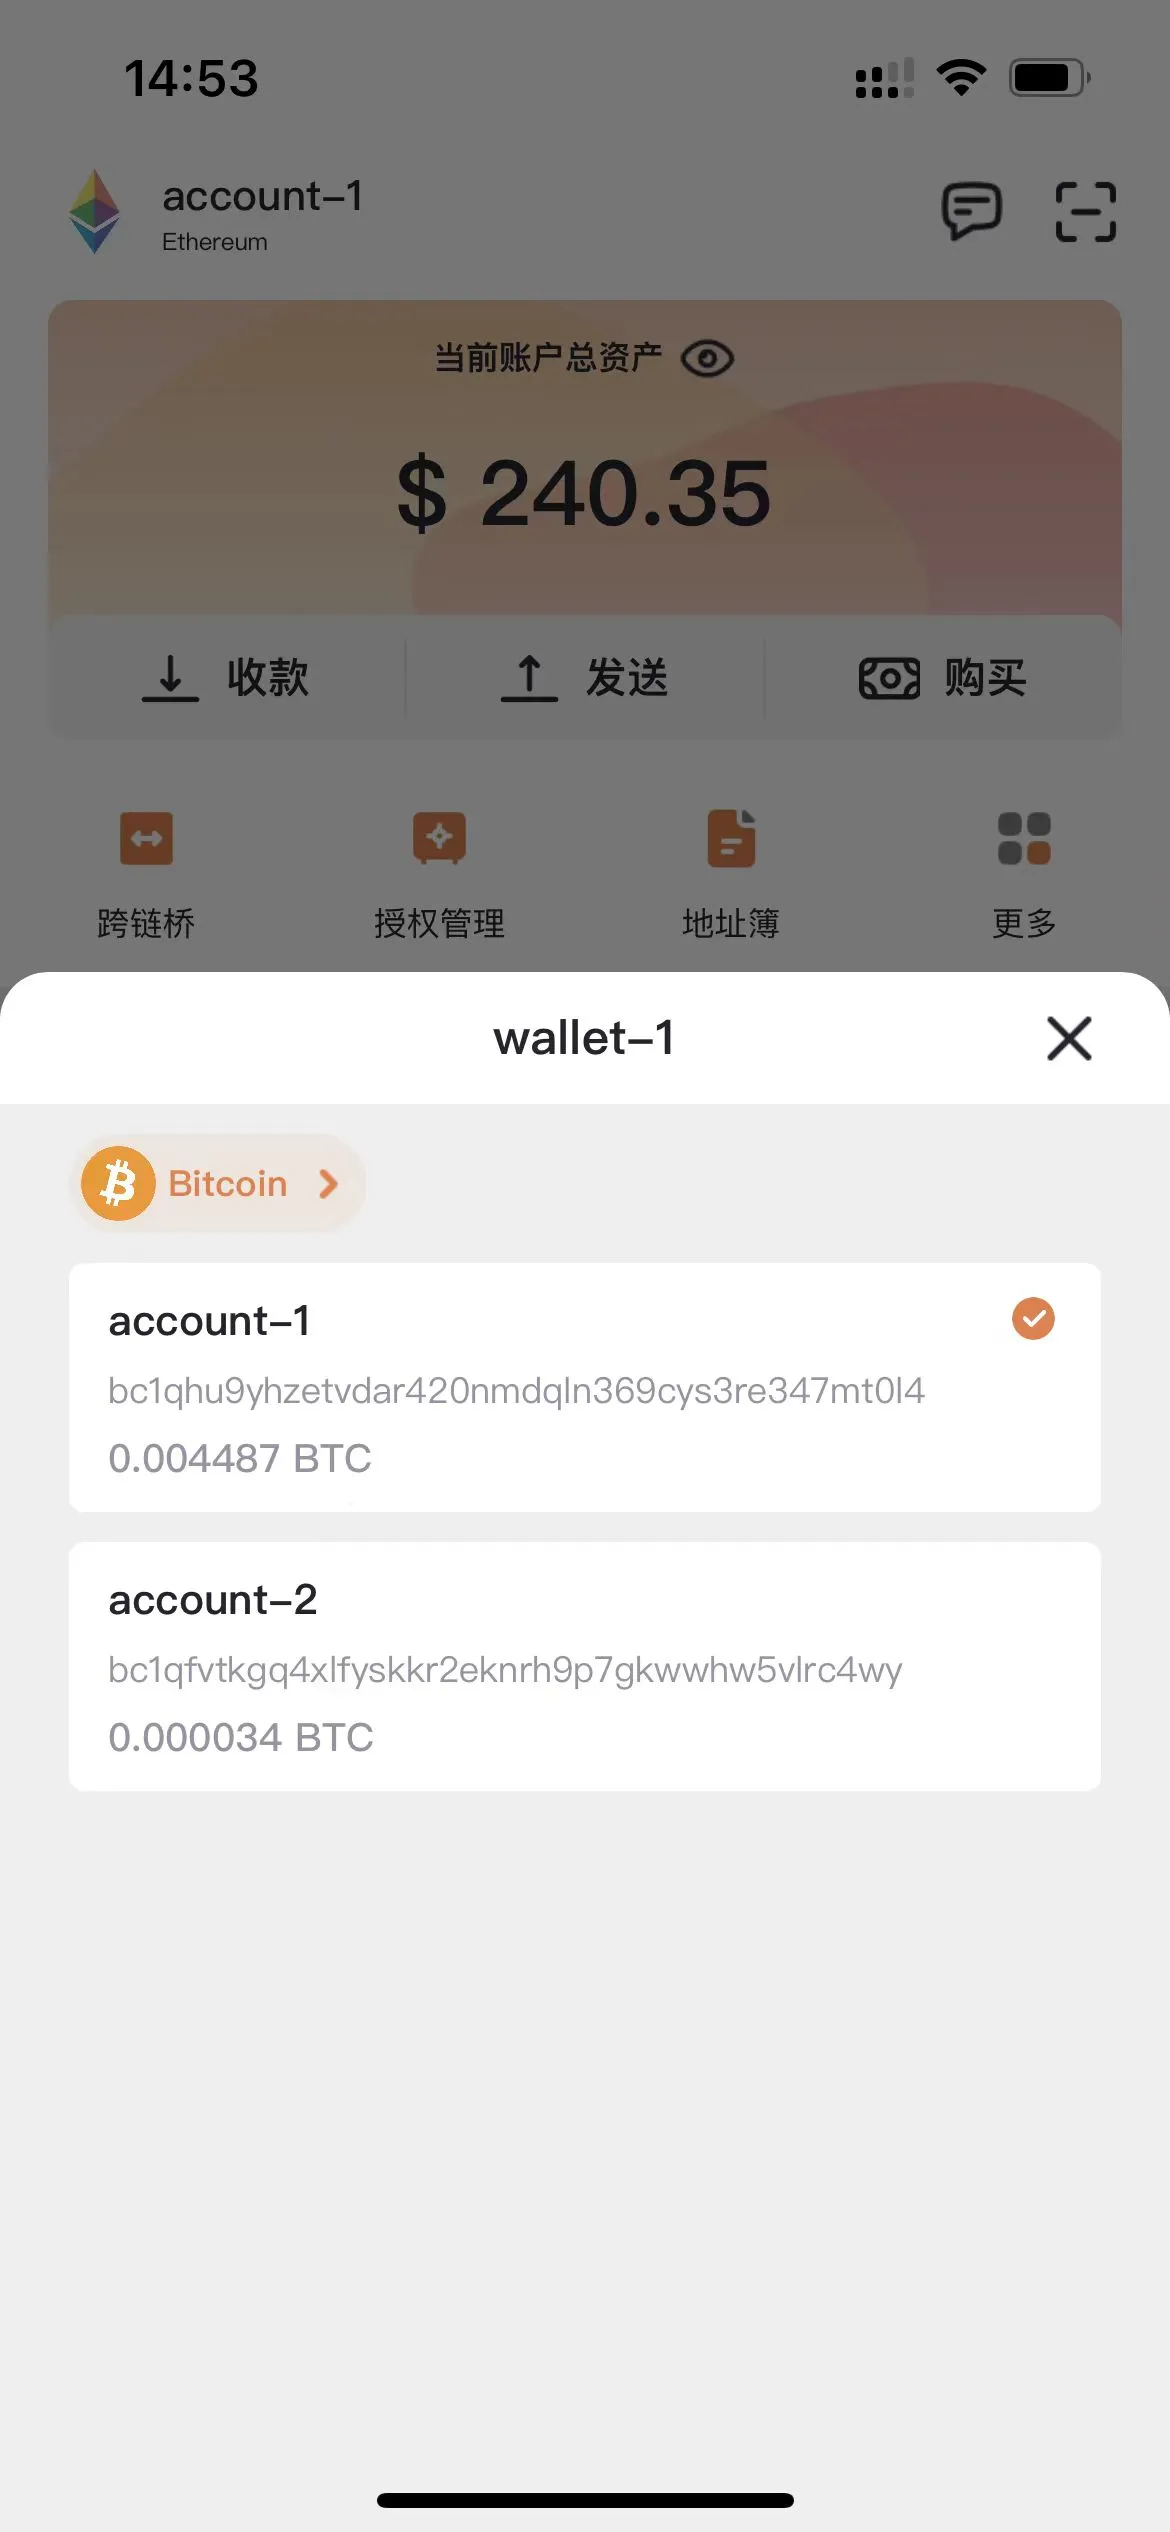 14:53
account-1
Ethereum
当前账户总资产
$ 240.35
收款
发送
购买
跨链桥
授权管理
地址簿
更多
wallet-1
Bitcoin
account-1
bc1qhu9yhzetvdar420nmdqln369cys3re347mt0l4
0.004487 BTC
account-2
bc1qfvtkgq4xlfyskkr2eknrh9p7gkwwhw5vlrc4wy
0.000034 BTC